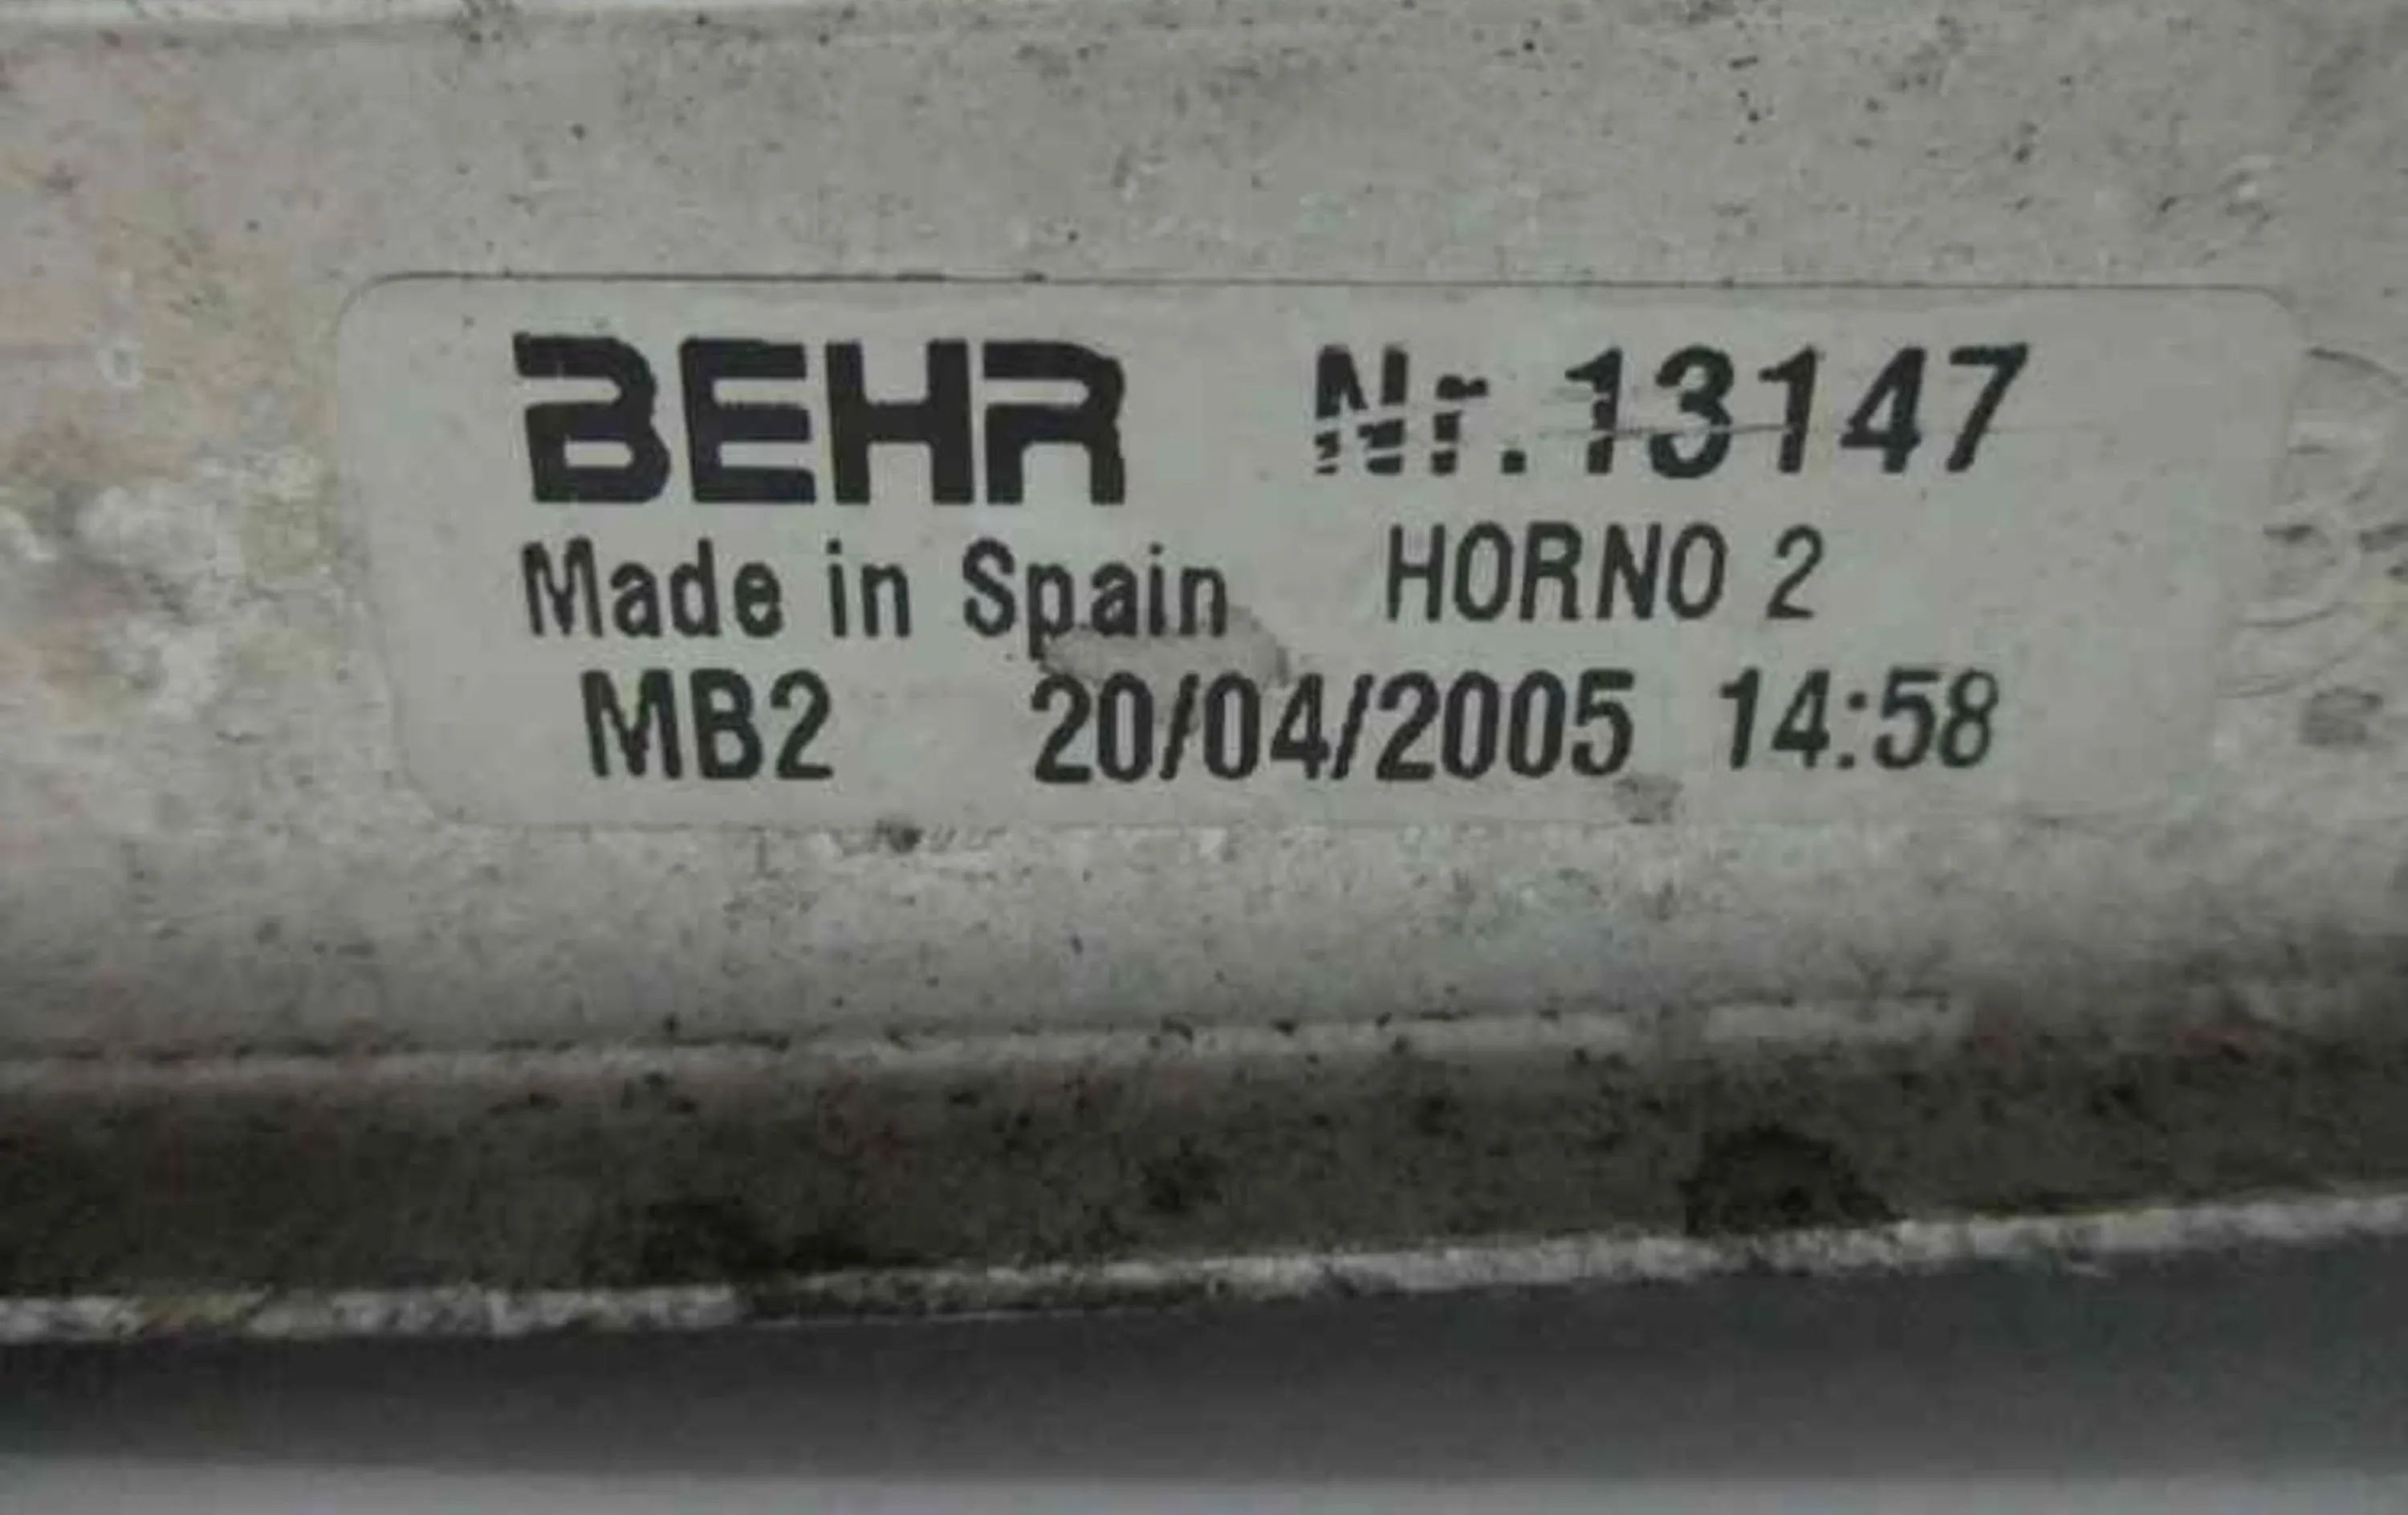 BEHR Nr.13147
Made in Spain HORNO 2
MB2 20/04/2005 14:58